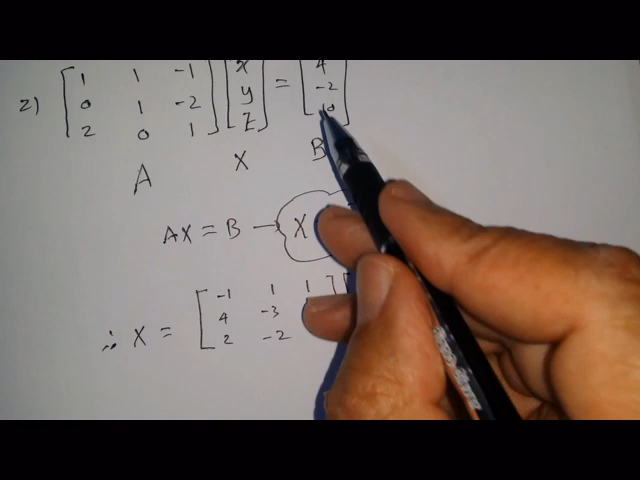 1 1 -1 x 4
2) 0 1 -2 y = -2
2 0 1 z
A X B
AX = B → X
-1 1 1
∴ X = 4 -3
2 -2